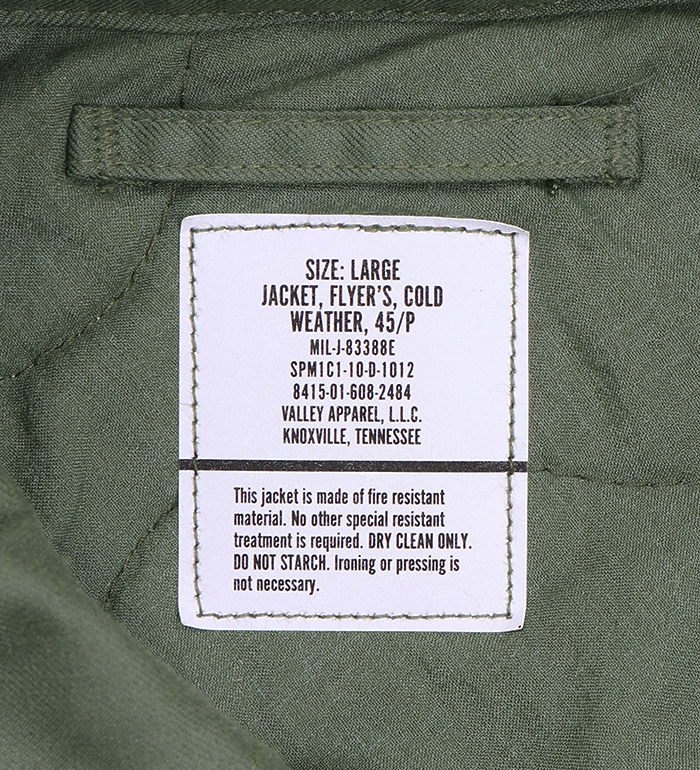 SIZE: LARGE
JACKET, FLYER'S, COLD
WEATHER, 45/P
MIL-J-83388E
SPM1C1-10-D-1012
8415-01-608-2484
VALLEY APPAREL, L.L.C.
KNOXVILLE, TENNESSEE
This jacket is made of fire resistant
material. No other special resistant
treatment is required. DRY CLEAN ONLY.
DO NOT STARCH. Ironing or pressing is
not necessary.